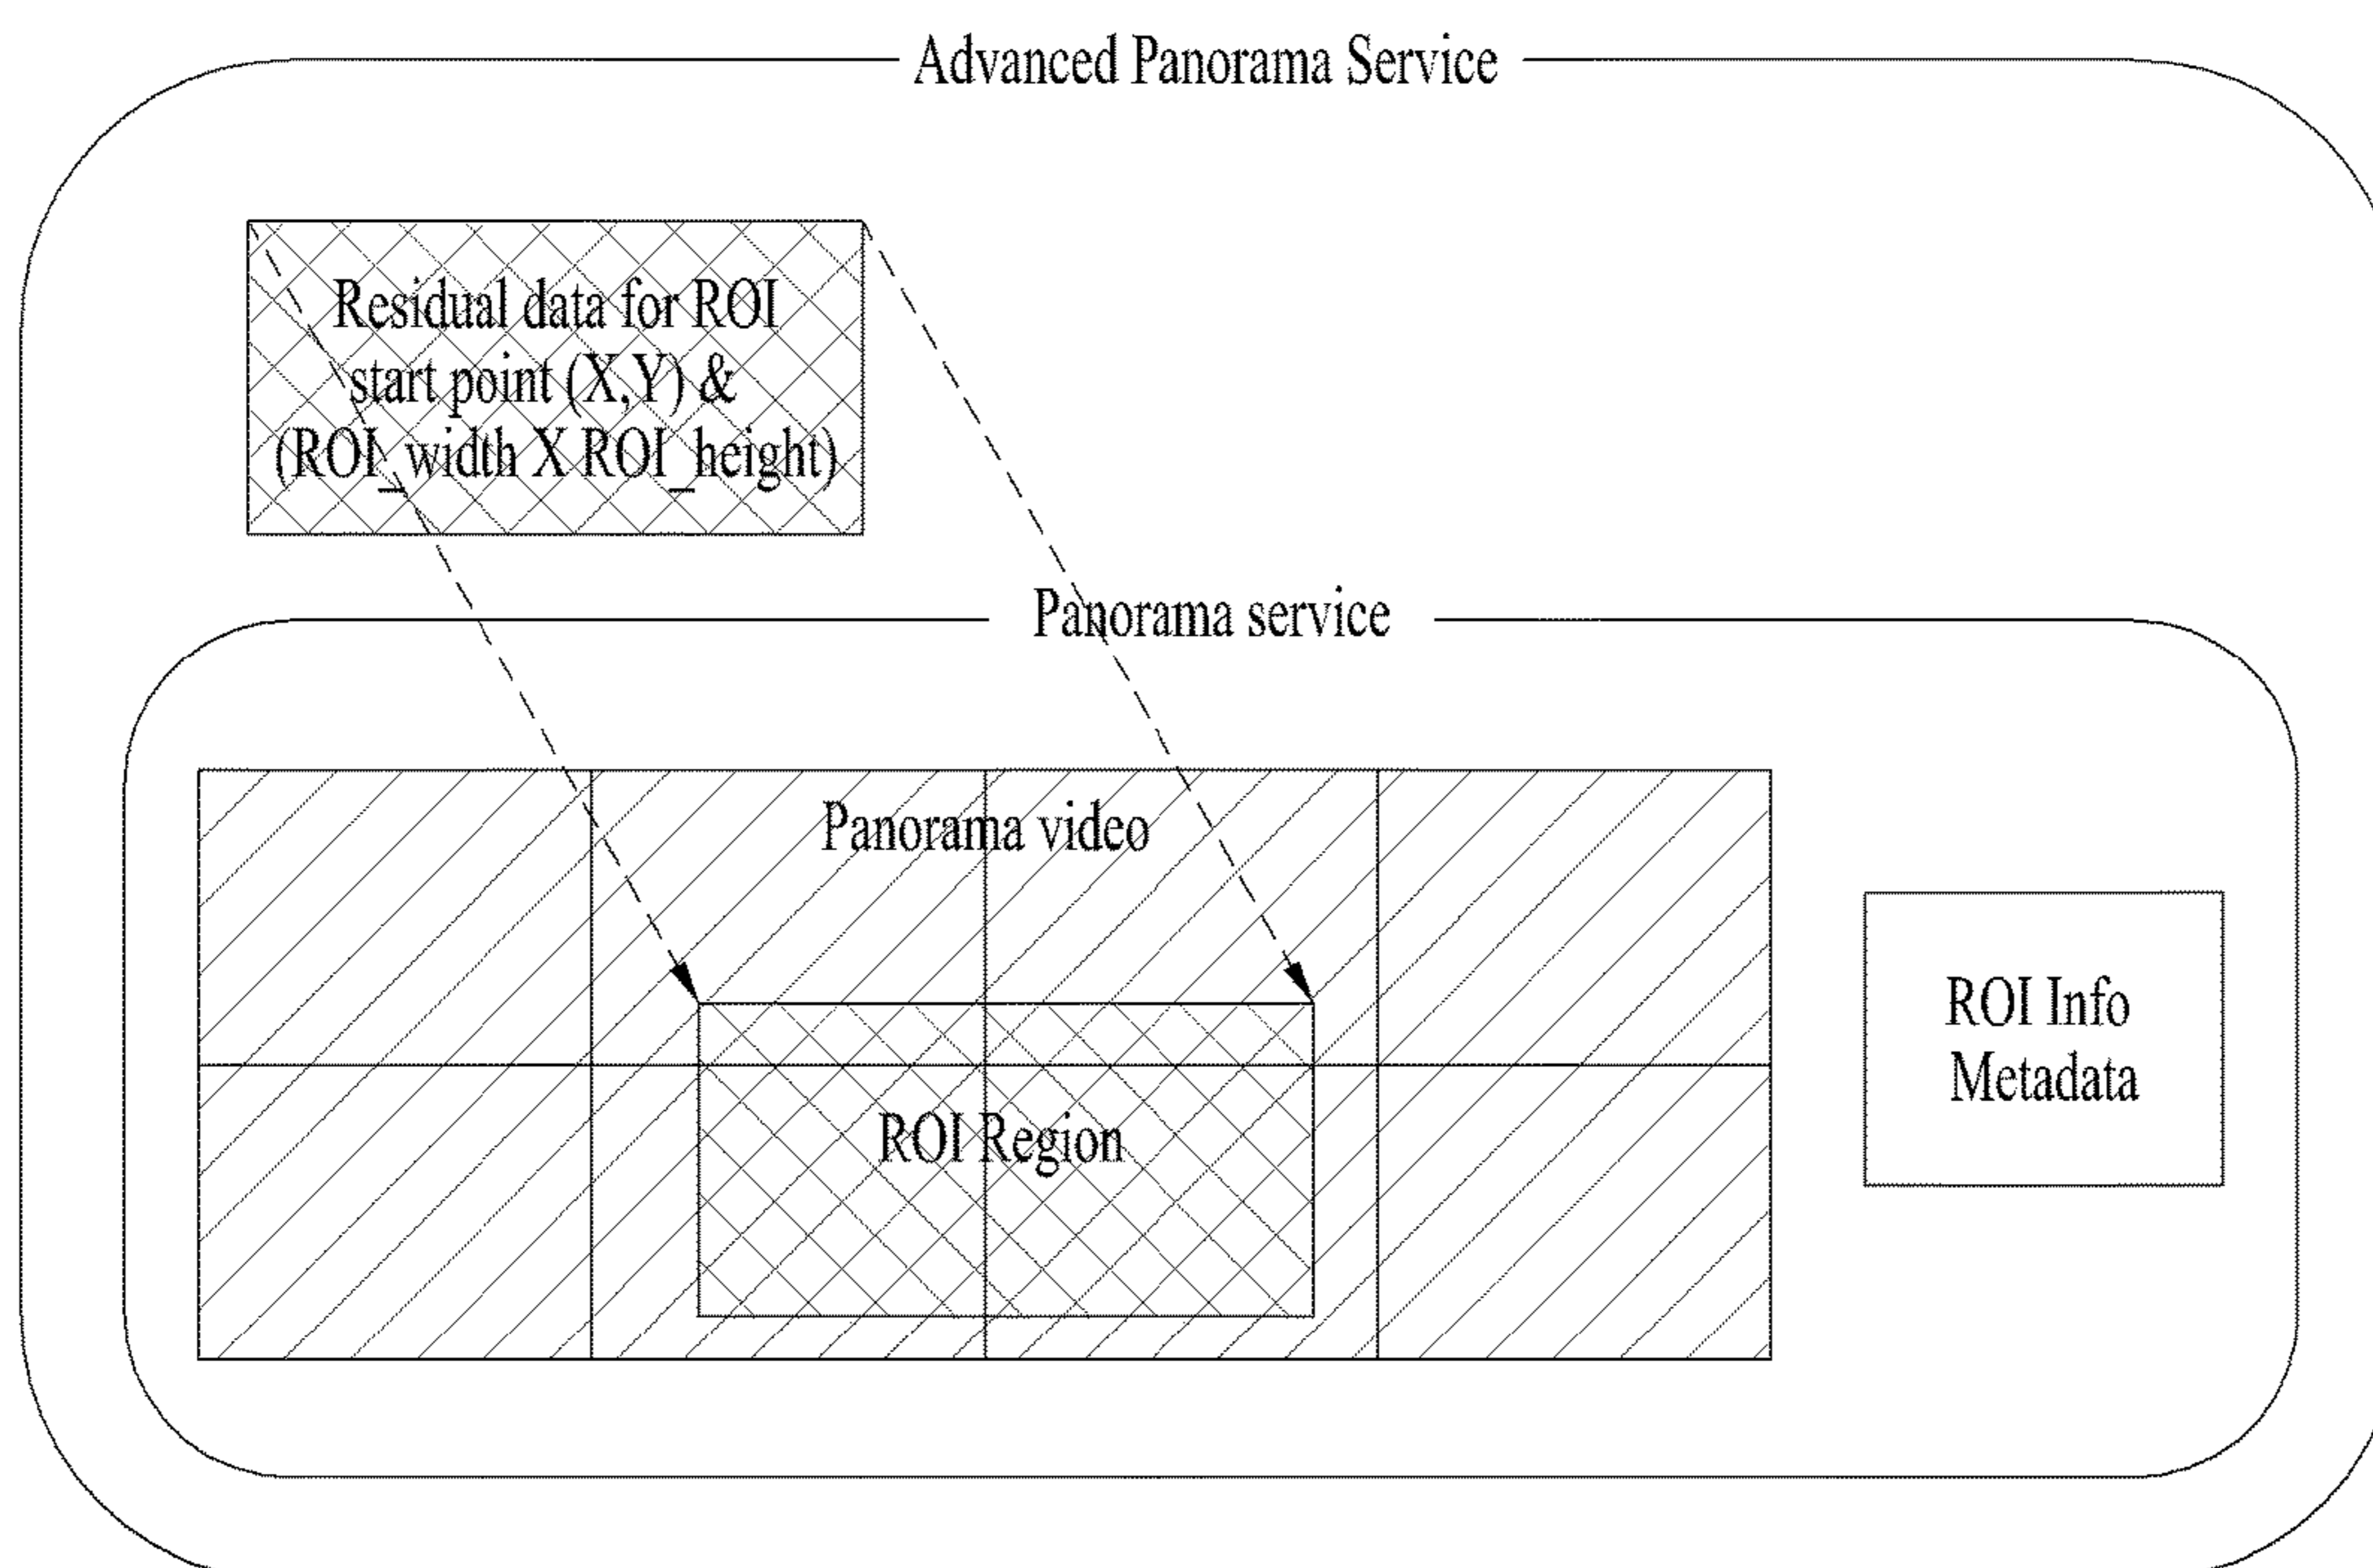 Advanced Panorama Service
Residual data for ROI
start point (X,Y) &
(ROI_width X ROI_height)
Panorama service
Panorama video
ROI Region
ROI Info
Metadata